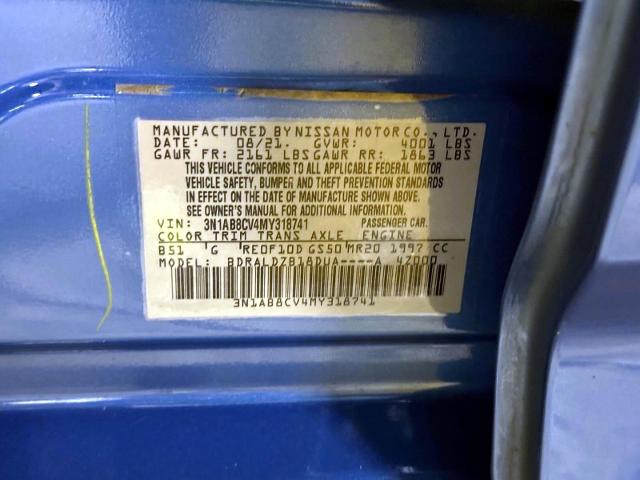 MANUFACTURED BY NISSAN MOTOR CO., LTD.
DATE: 08/21. GVWR: 4001 LBS
GAWR FR: 2161 LBS GAWR RR: 1863 LBS
THIS VEHICLE CONFORMS TO ALL APPLICABLE FEDERAL MOTOR
VEHICLE SAFETY, BUMPER AND THEFT PREVENTION STANDARDS
IN EFFECT ON THE DATE OF MANUFACTURE SHOWN ABOVE.
SEE OWNER'S MANUAL FOR ADDITIONAL INFORMATION.
VIN: 3N1AB8CV4MY318741 PASSENGER CAR.
COLOR TRIM TRANS AXLE ENGINE
B51 G RE0F10D GS50 MR20 1997 CC
MODEL: BDRALDZB18DUA----A 4Z000
3N1AB8CV4MY318741